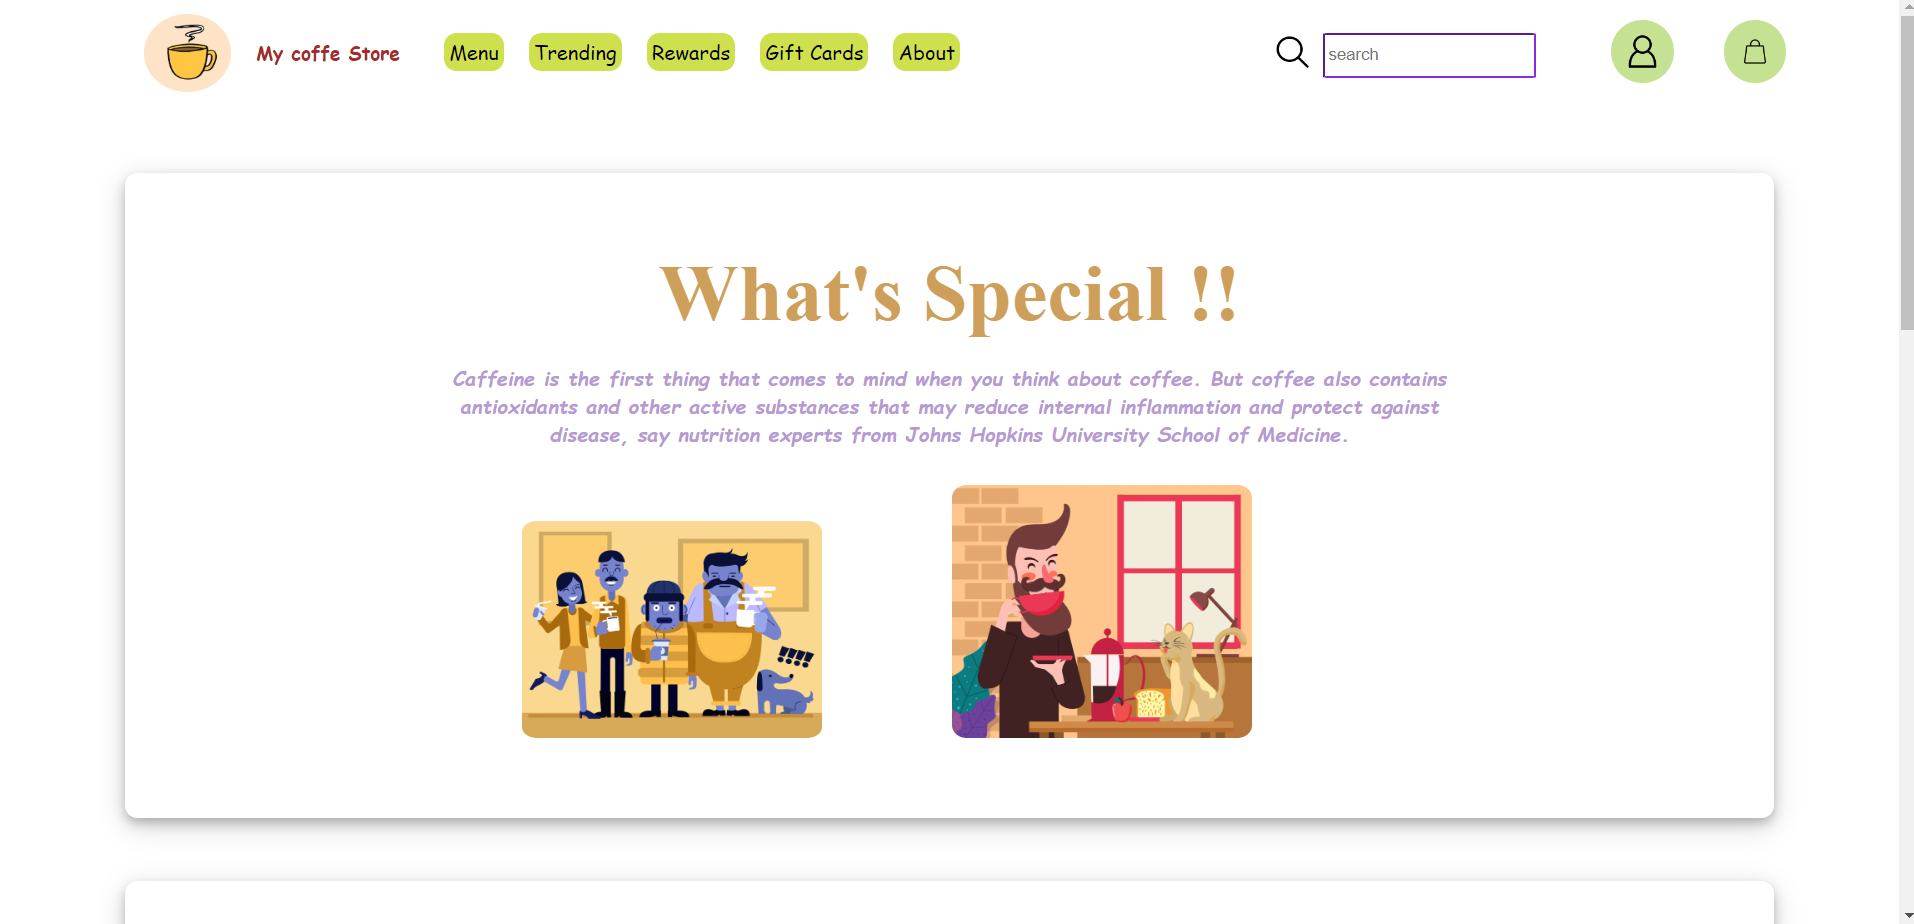 My coffe Store
Menu
Trending
Rewards
Gift Cards
About
search
What's Special !!
Caffeine is the first thing that comes to mind when you think about coffee. But coffee also contains
antioxidants and other active substances that may reduce internal inflammation and protect against
disease, say nutrition experts from Johns Hopkins University School of Medicine.